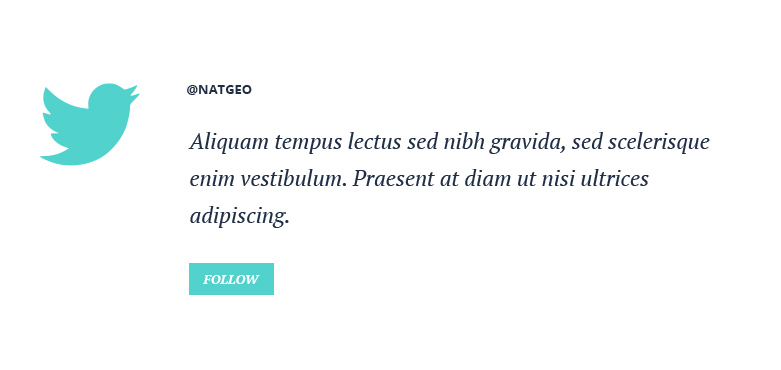 @NATGEO
Aliquam tempus lectus sed nibh gravida, sed scelerisque
enim vestibulum. Praesent at diam ut nisi ultrices
adipiscing.
FOLLOW